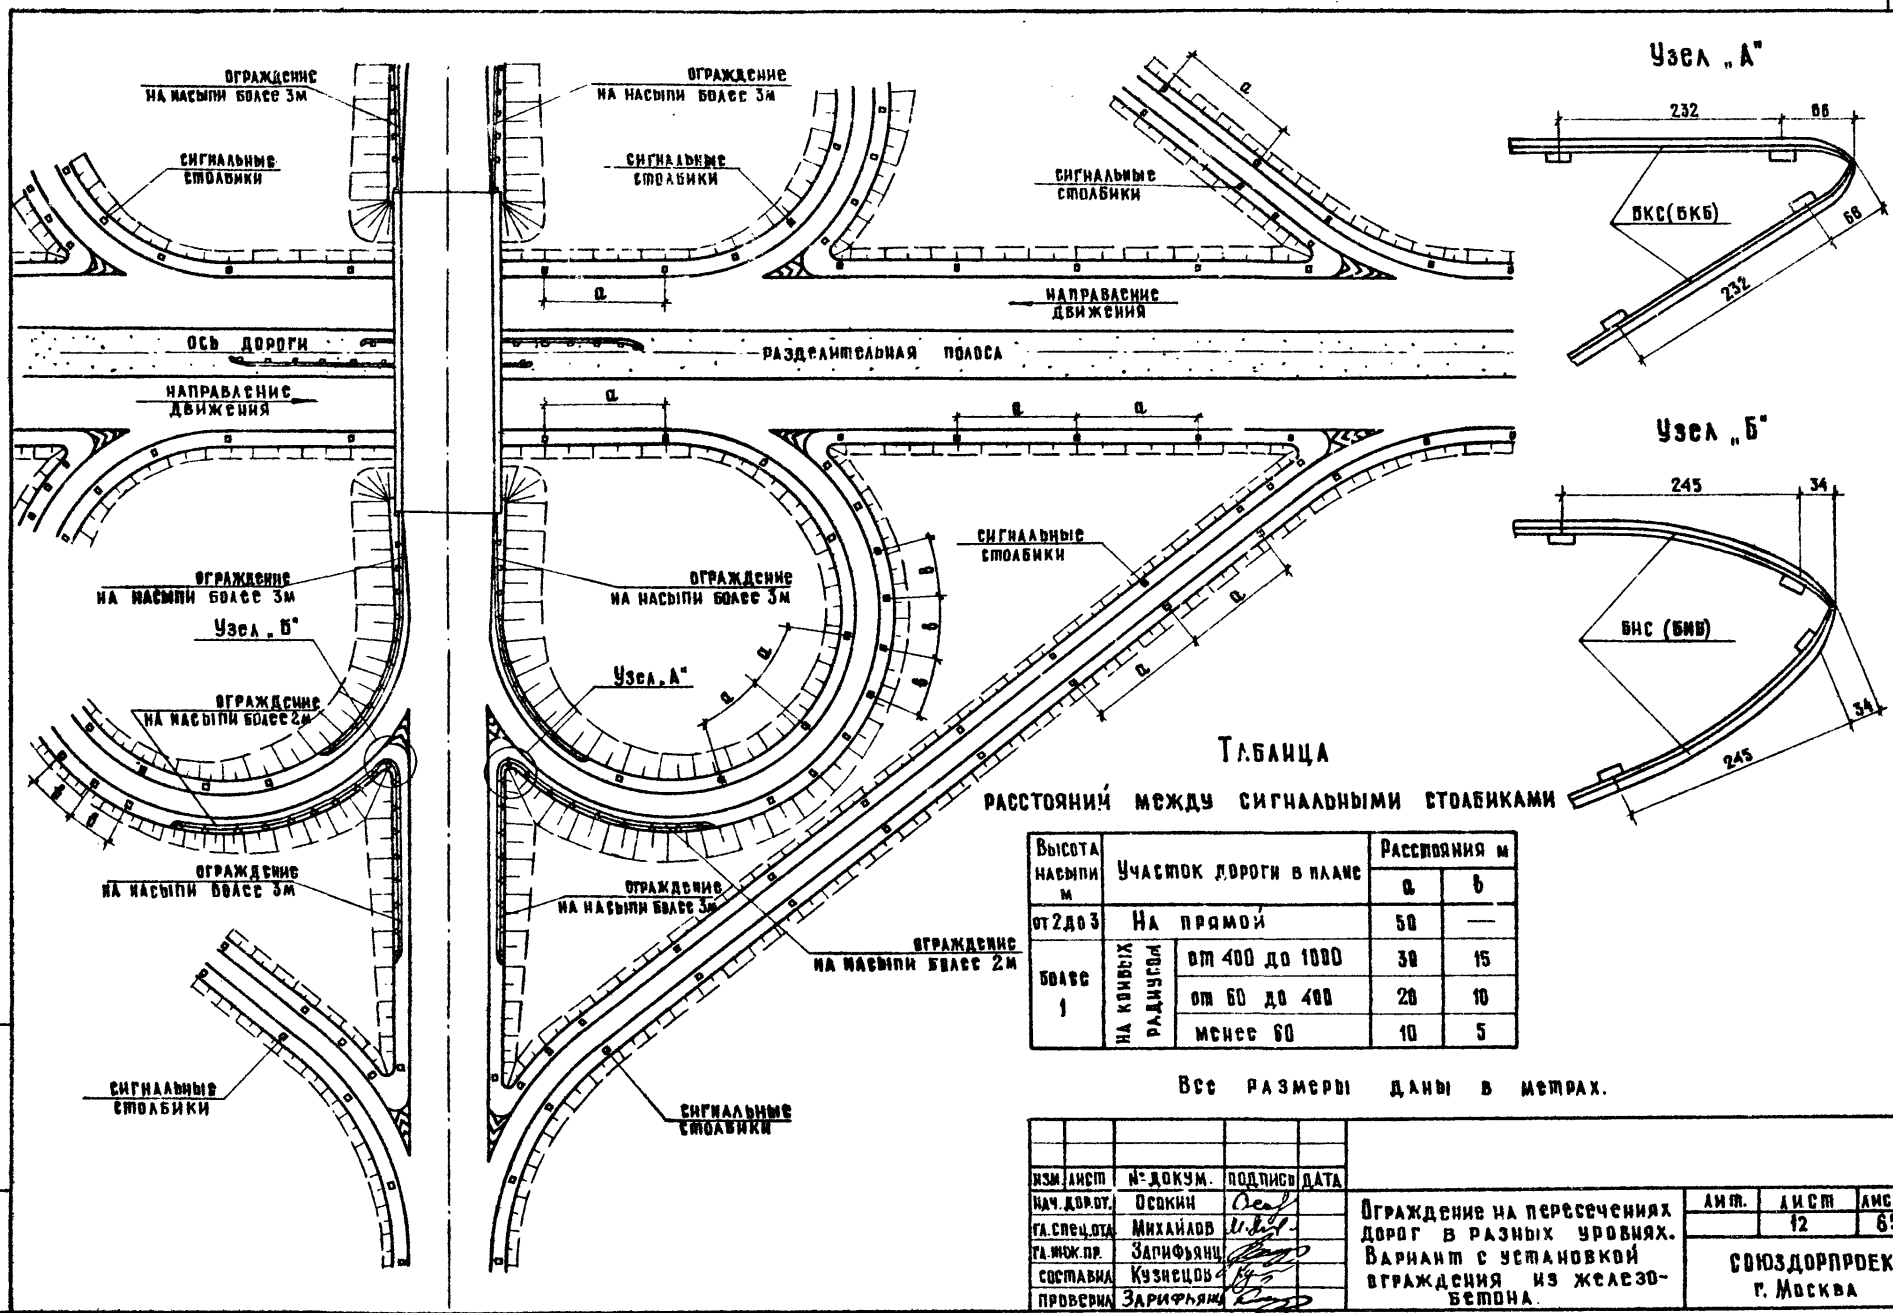 ОГРАЖДЕНИЕ
НА НАСЫПИ БОЛЕЕ 3м
ОГРАЖДЕНИЕ
НА НАСЫПИ БОЛЕЕ 3м
СИГНАЛЬНЫЕ
СТОЛБИКИ
СИГНАЛЬНЫЕ
СТОЛБИКИ
СИГНАЛЬНЫЕ
СТОЛБИКИ
а
а
НАПРАВЛЕНИЕ
ДВИЖЕНИЯ
ОСЬ ДОРОГИ
РАЗДЕЛИТЕЛЬНАЯ ПОЛОСА
НАПРАВЛЕНИЕ
ДВИЖЕНИЯ
а
а
а
СИГНАЛЬНЫЕ
СТОЛБИКИ
ОГРАЖДЕНИЕ
НА НАСЫПИ БОЛЕЕ 3м
ОГРАЖДЕНИЕ
НА НАСЫПИ БОЛЕЕ 3м
в
в
в
а
а
а
а
Узел „Б"
Узел „А"
ОГРАЖДЕНИЕ
НА НАСЫПИ БОЛЕЕ 2м
в
в
ОГРАЖДЕНИЕ
НА НАСЫПИ БОЛЕЕ 3м
ОГРАЖДЕНИЕ
НА НАСЫПИ БОЛЕЕ 3м
ОГРАЖДЕНИЕ
НА НАСЫПИ БОЛЕЕ 2м
СИГНАЛЬНЫЕ
СТОЛБИКИ
СИГНАЛЬНЫЕ
СТОЛБИКИ
Узел „А"
232
66
БКС(БКБ)
68
232
Узел „Б"
245
34
БНС (БНБ)
34
245
ТАБЛИЦА
РАССТОЯНИЙ МЕЖДУ СИГНАЛЬНЫМИ СТОЛБИКАМИ
ВЫСОТА НАСЫПИ м
УЧАСТОК ДОРОГИ В ПЛАНЕ
РАССТОЯНИЯ м
а в
от 2 до 3 НА ПРЯМОЙ 50 —
БОЛЕЕ 1
НА КРИВЫХ РАДИУСОМ
от 400 до 1000 30 15
от 60 до 400 20 10
менее 60 10 5
ВСЕ РАЗМЕРЫ ДАНЫ В МЕТРАХ.
ИЗМ. ЛИСТ №ДОКУМ. ПОДПИСЬ ДАТА
НАЧ.ДОР.ОТ. ОСОКИН
ГЛ.СПЕЦ.ОТД МИХАЙЛОВ
ГЛ.ИНЖ.ПР. ЗАРИФЬЯНЦ
СОСТАВИЛ КУЗНЕЦОВ
ПРОВЕРИЛ ЗАРИФЬЯНЦ
ОГРАЖДЕНИЕ НА ПЕРЕСЕЧЕНИЯХ
ДОРОГ В РАЗНЫХ УРОВНЯХ.
ВАРИАНТ С УСТАНОВКОЙ
ОГРАЖДЕНИЯ ИЗ ЖЕЛЕЗО-
БЕТОНА.
ЛИТ. ЛИСТ
12
СОЮЗДОРПРОЕК
г. МОСКВА